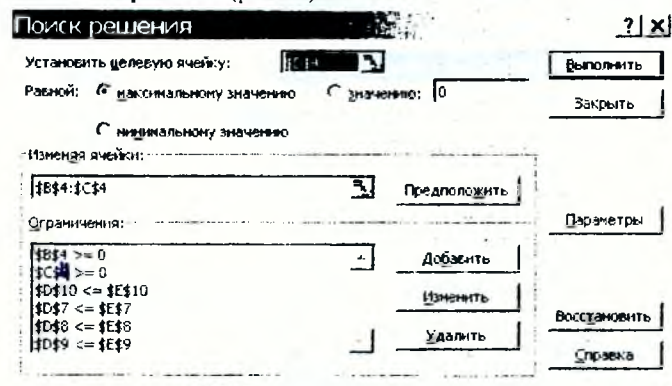 Поиск решения
Установить целевую ячейку:
Выполнить
Равной: максимальному значению значению: 0
Закрыть
минимальному значению
Изменяя ячейки:
$B$4:$C$4
Предположить
Ограничения:
Параметры
$B$4 >= 0
Добавить
>= 0
$D$10 <= $E$10
Изменить
$D$7 <= $E$7
Восстановить
$D$8 <= $E$8
Удалить
$D$9 <= $E$9
Справка